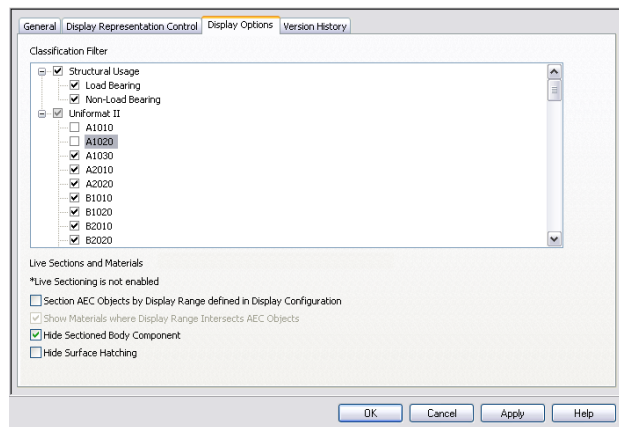 General Display Representation Control Display Options Version History
Classification Filter
Structural Usage
Load Bearing
Non-Load Bearing
Uniformat II
A1010
A1020
A1030
A2010
A2020
B1010
B1020
B2010
B2020
Live Sections and Materials
*Live Sectioning is not enabled
Section AEC Objects by Display Range defined in Display Configuration
Show Materials where Display Range Intersects AEC Objects
Hide Sectioned Body Component
Hide Surface Hatching
OK Cancel Apply Help